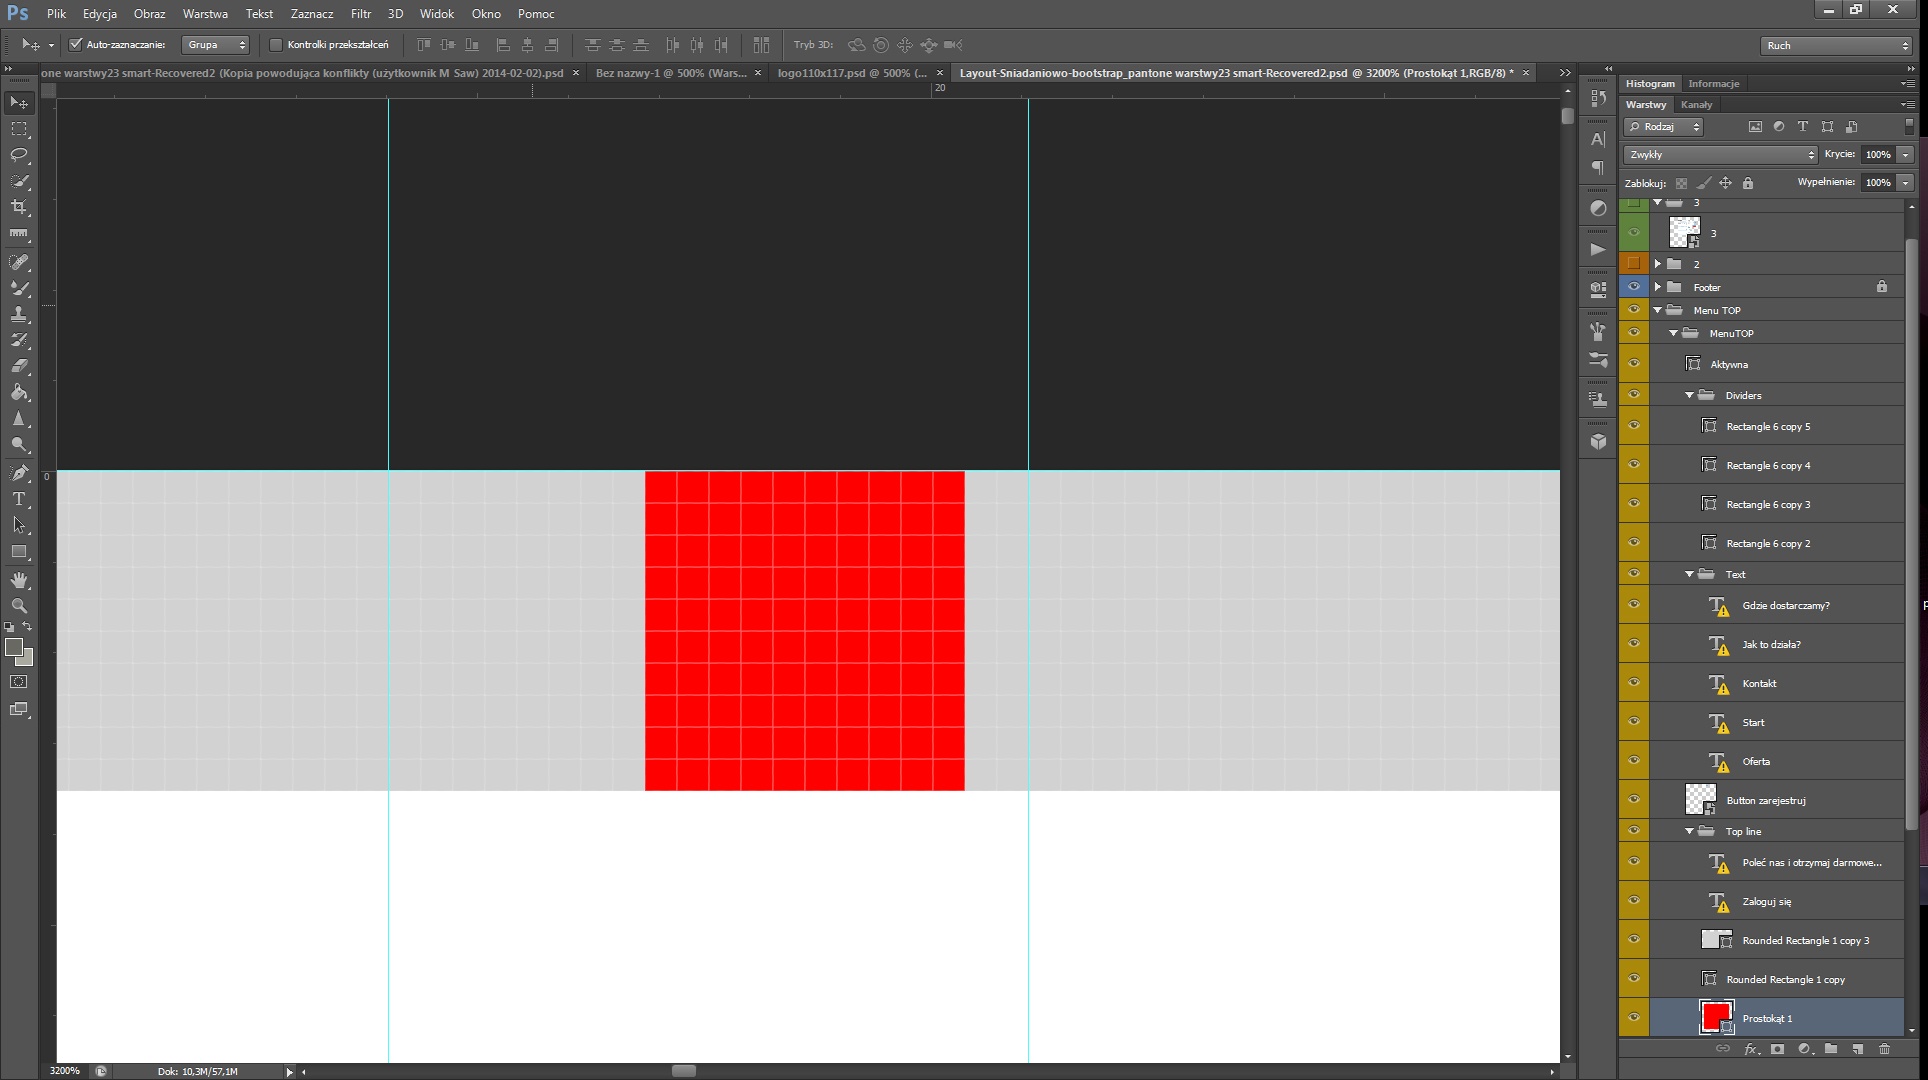 Ps Plik Edycja Obraz Warstwa Tekst Zaznacz Filtr 3D Widok Okno Pomoc
Auto-zaznaczanie: Grupa Kontrolki przekształceń Tryb 3D: Ruch
one warstwy23 smart-Recovered2 (Kopia powodująca konflikty (użytkownik M Saw) 2014-02-02).psd × Bez nazwy-1 @ 500% (Wars... × logo110x117.psd @ 500% (... × Layout-Sniadaniowo-bootstrap_pantone warstwy23 smart-Recovered2.psd @ 3200% (Prostokąt 1,RGB/8) * ×
20
0
Histogram Informacje
Warstwy Kanały
Rodzaj
Zwykły Krycie: 100%
Zablokuj: Wypełnienie: 100%
3
3
2
Footer
Menu TOP
MenuTOP
Aktywna
Dividers
Rectangle 6 copy 5
Rectangle 6 copy 4
Rectangle 6 copy 3
Rectangle 6 copy 2
Text
Gdzie dostarczamy?
Jak to działa?
Kontakt
Start
Oferta
Button zarejestruj
Top line
Poleć nas i otrzymaj darmowe...
Zaloguj się
Rounded Rectangle 1 copy 3
Rounded Rectangle 1 copy
Prostokąt 1
fx
3200% Dok: 10,3M/57,1M